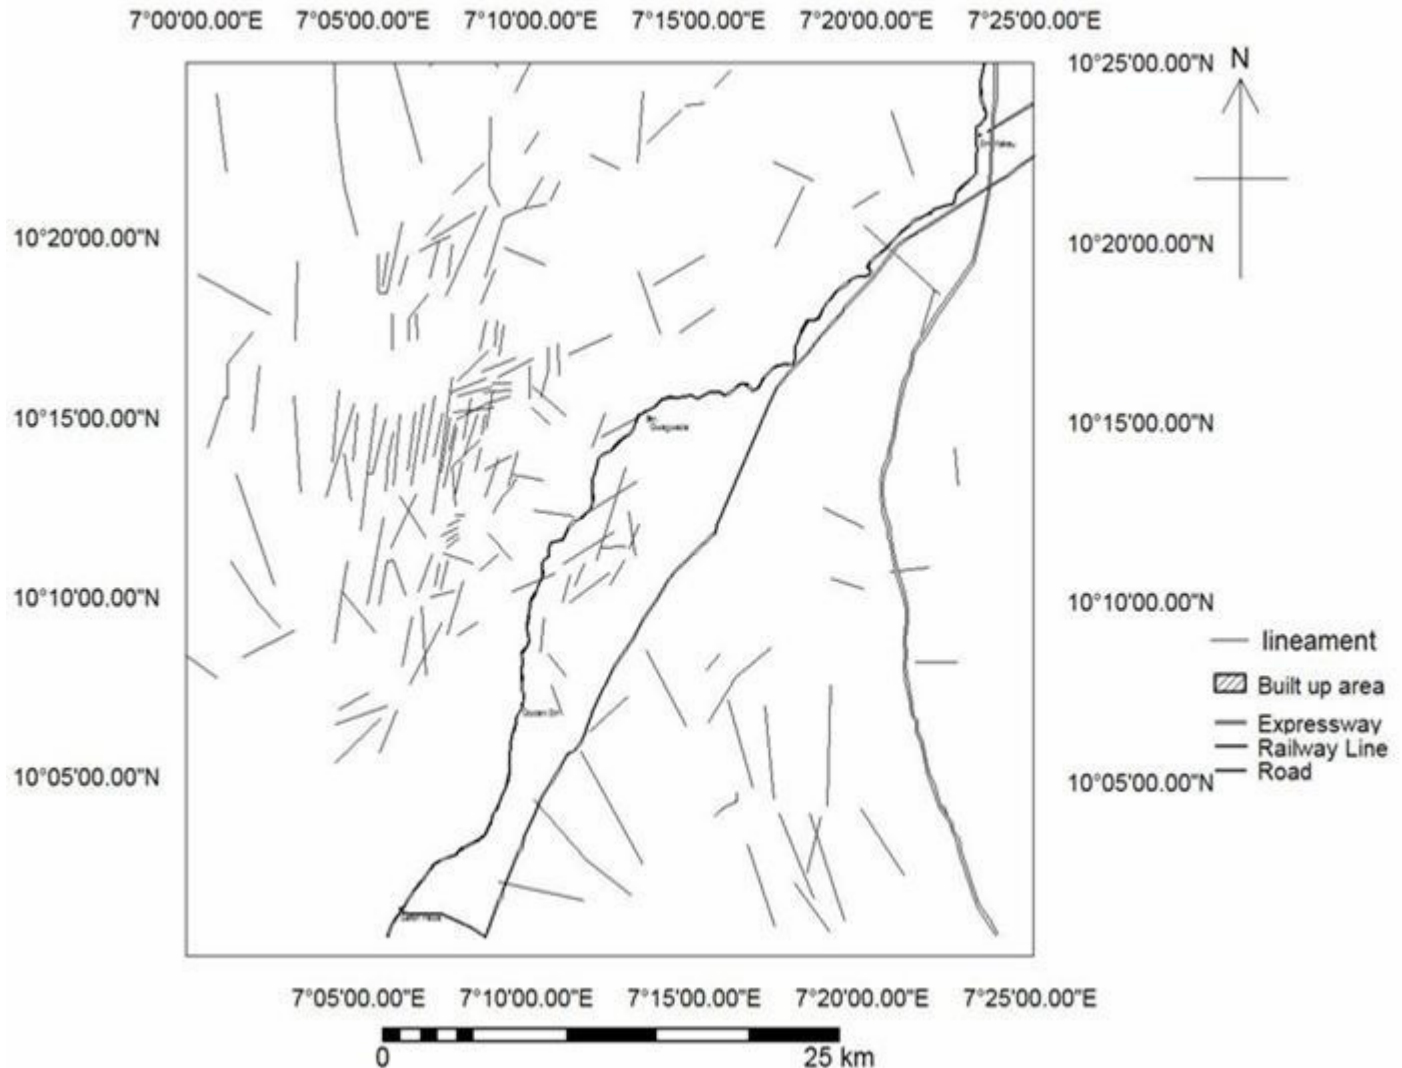 7°00'00.00"E 7°05'00.00"E 7°10'00.00"E 7°15'00.00"E 7°20'00.00"E 7°25'00.00"E
10°25'00.00"N
N
10°20'00.00"N
10°20'00.00"N
10°15'00.00"N
10°15'00.00"N
10°10'00.00"N
10°10'00.00"N
lineament
Built up area
Expressway
Railway Line
Road
10°05'00.00"N
10°05'00.00"N
7°05'00.00"E 7°10'00.00"E 7°15'00.00"E 7°20'00.00"E 7°25'00.00"E
0 25 km